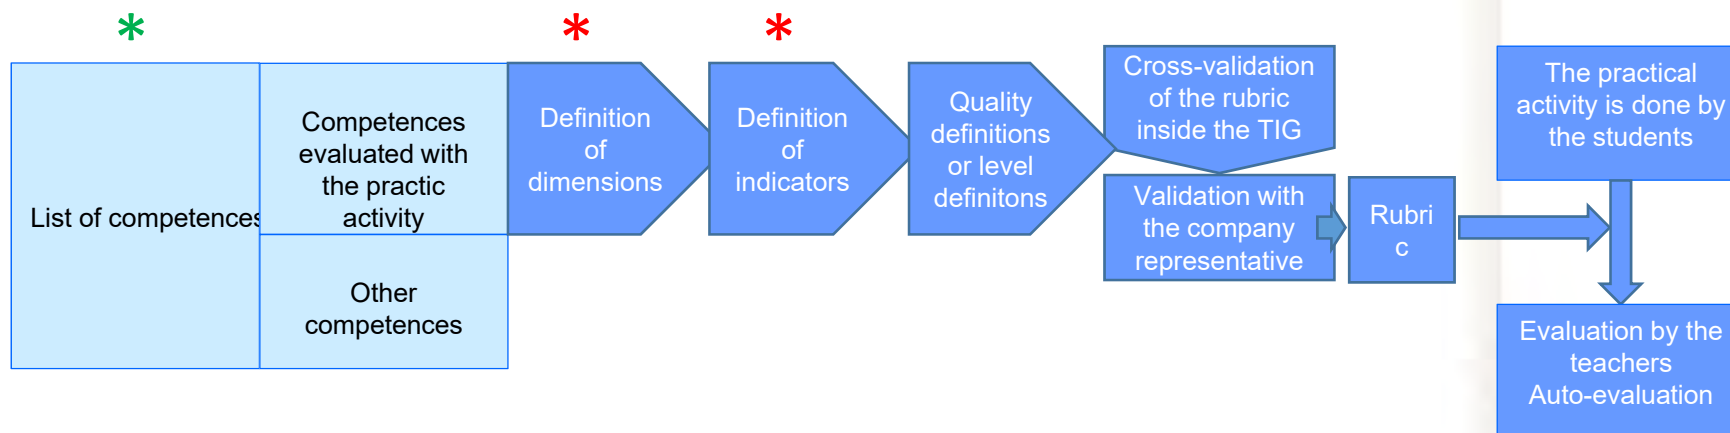 *
*
*
List of competences
Competences
evaluated with
the practic
activity
Other
competences
Definition
of
dimensions
Definition
of
indicators
Quality
definitions
or level
definitons
Cross-validation
of the rubric
inside the TIG
Validation with
the company
representative
Rubri
c
The practical
activity is done by
the students
Evaluation by the
teachers
Auto-evaluation